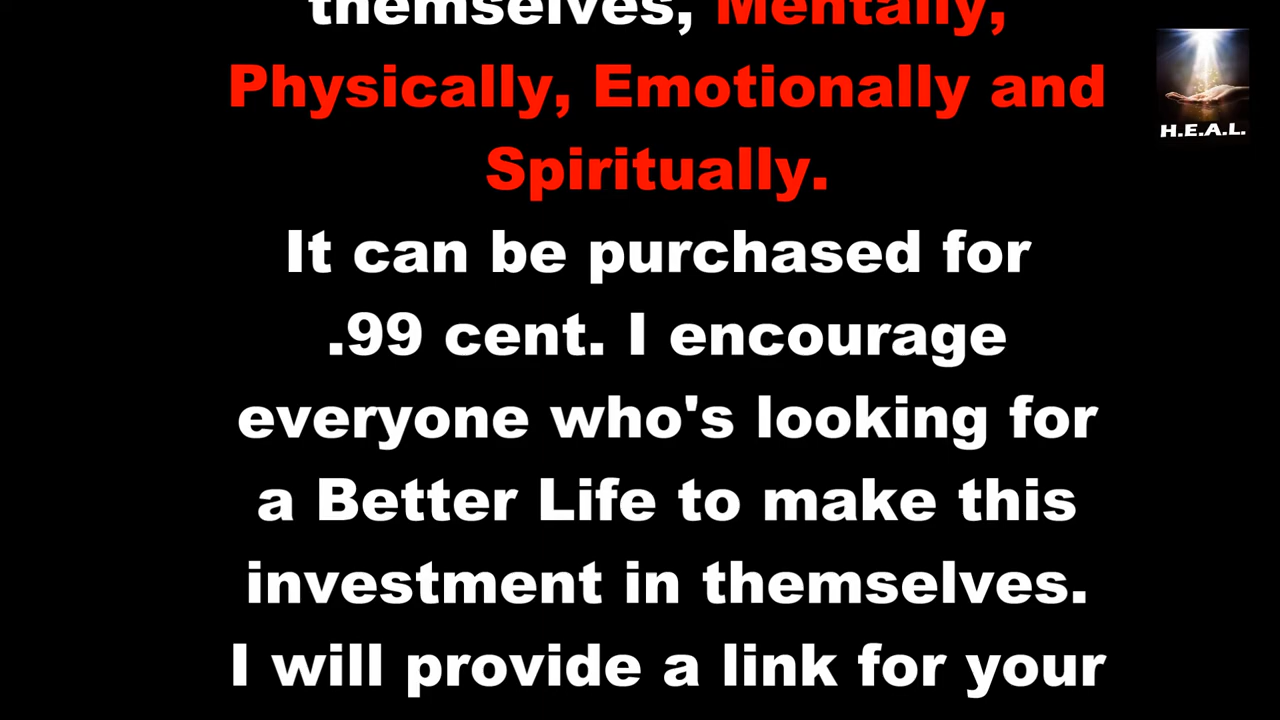 themselves, Mentally,
Physically, Emotionally and
Spiritually.
It can be purchased for
.99 cent. I encourage
everyone who's looking for
a Better Life to make this
investment in themselves.
I will provide a link for your
H.E.A.L.